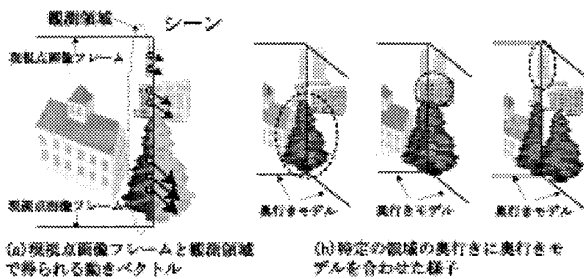 観測領域
シーン
現視点画像フレーム
現視点画像フレーム
奥行きモデル
奥行きモデル
奥行きモデル
(a)現視点画像フレームと観測領域
で得られる動きベクトル
(b)特定の領域の奥行きに奥行きモ
デルを合わせた様子